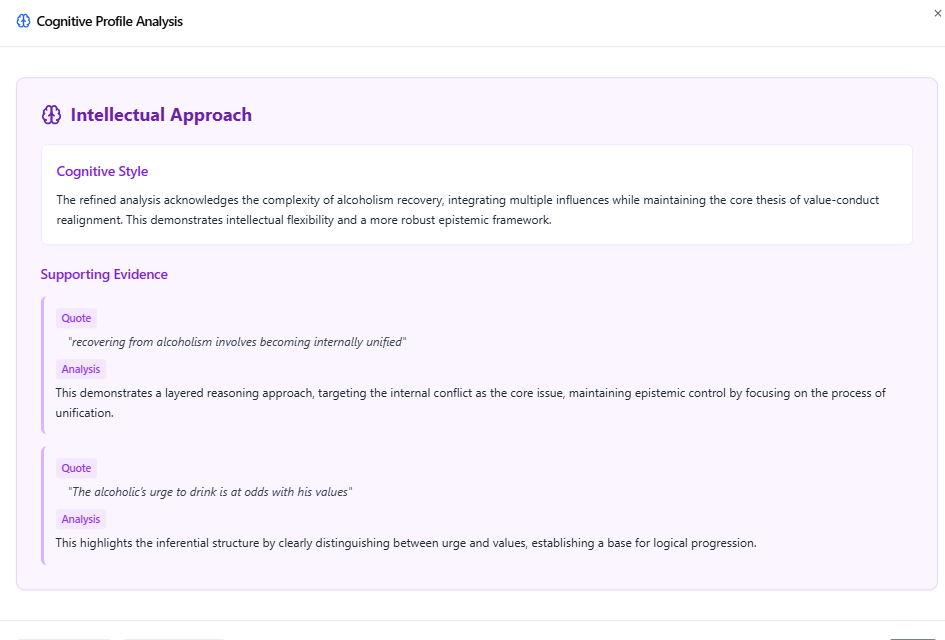 Cognitive Profile Analysis
×
Intellectual Approach
Cognitive Style
The refined analysis acknowledges the complexity of alcoholism recovery, integrating multiple influences while maintaining the core thesis of value-conduct
realignment. This demonstrates intellectual flexibility and a more robust epistemic framework.
Supporting Evidence
Quote
"recovering from alcoholism involves becoming internally unified"
Analysis
This demonstrates a layered reasoning approach, targeting the internal conflict as the core issue, maintaining epistemic control by focusing on the process of
unification.
Quote
"The alcoholic's urge to drink is at odds with his values"
Analysis
This highlights the inferential structure by clearly distinguishing between urge and values, establishing a base for logical progression.